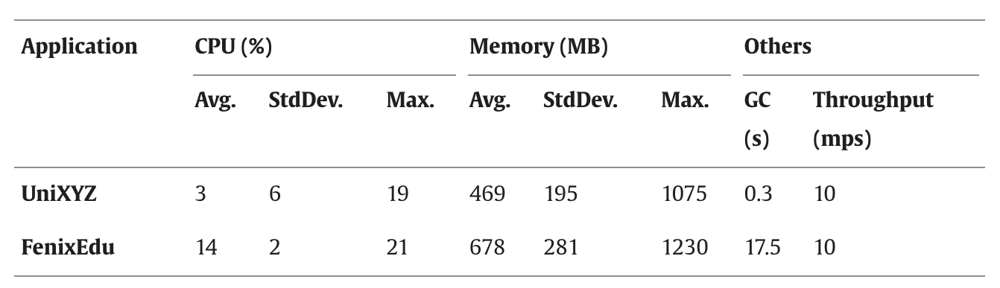 Application CPU (%) Memory (MB) Others
Avg. StdDev. Max. Avg. StdDev. Max. GC Throughput
(s) (mps)
UniXYZ 3 6 19 469 195 1075 0.3 10
FenixEdu 14 2 21 678 281 1230 17.5 10